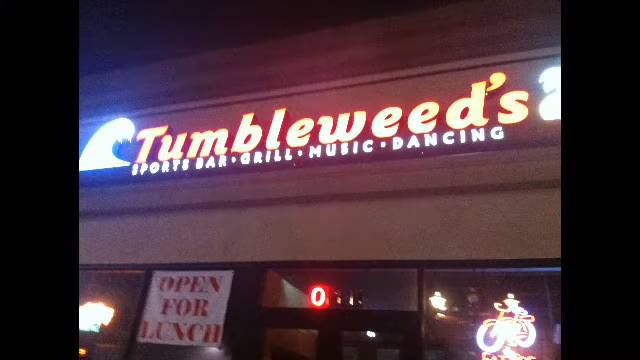 Tumbleweed's
SPORTS BAR • GRILL • MUSIC • DANCING
OPEN
FOR
LUNCH